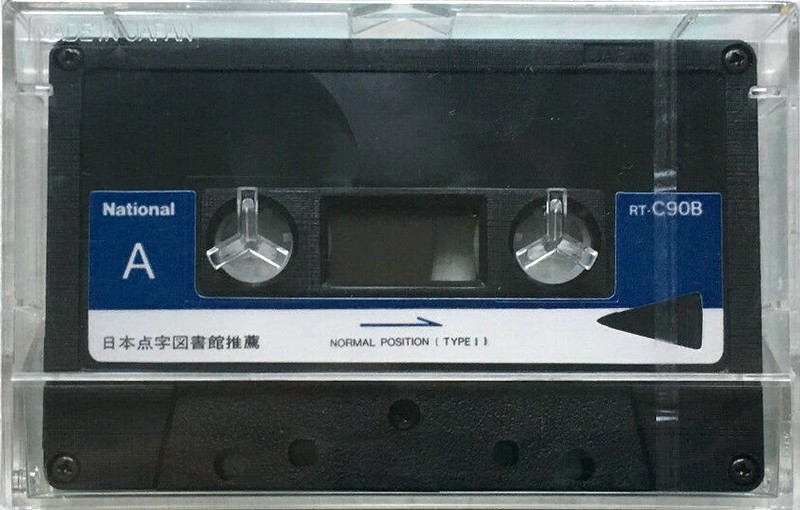 MADE IN JAPAN
National
RT-C90B
A
日本点字図書館推薦
NORMAL POSITION (TYPE I)